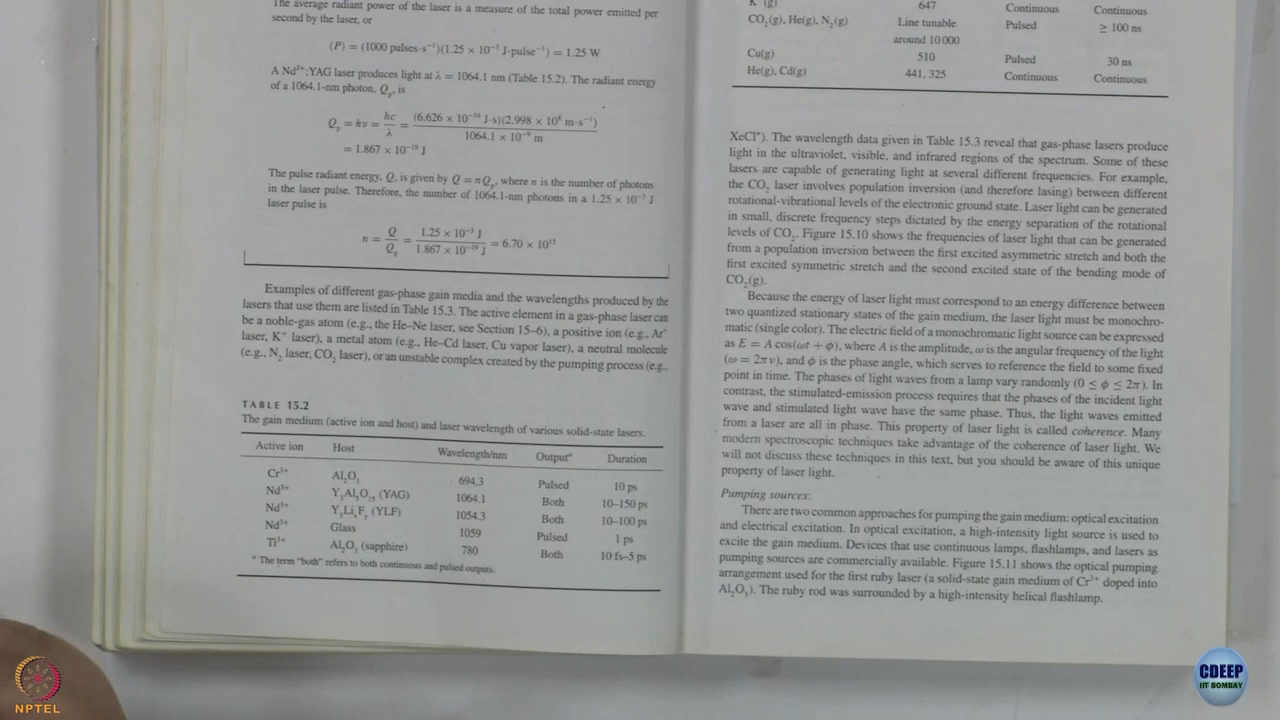 The average radiant power of the laser is a measure of the total power emitted per
second by the laser, or
⟨P⟩ = (1000 pulses·s⁻¹)(1.25 × 10⁻³ J·pulse⁻¹) = 1.25 W
A Nd³⁺:YAG laser produces light at λ = 1064.1 nm (Table 15.2). The radiant energy
of a 1064.1-nm photon, Qₚ, is
Qₚ = hν = hc/λ = (6.626 × 10⁻³⁴ J·s)(2.998 × 10⁸ m·s⁻¹)/1064.1 × 10⁻⁹ m
= 1.867 × 10⁻¹⁹ J
The pulse radiant energy, Q, is given by Q = nQₚ, where n is the number of photons
in the laser pulse. Therefore, the number of 1064.1-nm photons in a 1.25 × 10⁻³ J
laser pulse is
n = Q/Qₚ = 1.25 × 10⁻³ J/1.867 × 10⁻¹⁹ J = 6.70 × 10¹⁵
Examples of different gas-phase gain media and the wavelengths produced by the
lasers that use them are listed in Table 15.3. The active element in a gas-phase laser can
be a noble-gas atom (e.g., the He–Ne laser, see Section 15–6), a positive ion (e.g., Ar⁺
laser, K⁺ laser), a metal atom (e.g., He–Cd laser, Cu vapor laser), a neutral molecule
(e.g., N₂ laser, CO₂ laser), or an unstable complex created by the pumping process (e.g.,
TABLE 15.2
The gain medium (active ion and host) and laser wavelength of various solid-state lasers.
Active ion Host Wavelength/nm Outputᵃ Duration
Cr³⁺ Al₂O₃ 694.3 Pulsed 10 ps
Nd³⁺ Y₃Al₅O₁₅ (YAG) 1064.1 Both 10–150 ps
Nd³⁺ Y₃Li₅F₃ (YLF) 1054.3 Both 10–100 ps
Nd³⁺ Glass 1059 Pulsed 1 ps
Ti³⁺ Al₂O₃ (sapphire) 780 Both 10 fs–5 ps
ᵃ The term "both" refers to both continuous and pulsed outputs.
(g) 647 Continuous Continuous
CO₂(g), He(g), N₂(g) Line tunable Pulsed ≥ 100 ns
around 10 000
Cu(g) 510 Pulsed 30 ns
He(g), Cd(g) 441, 325 Continuous Continuous
XeCl*). The wavelength data given in Table 15.3 reveal that gas-phase lasers produce
light in the ultraviolet, visible, and infrared regions of the spectrum. Some of these
lasers are capable of generating light at several different frequencies. For example,
the CO₂ laser involves population inversion (and therefore lasing) between different
rotational-vibrational levels of the electronic ground state. Laser light can be generated
in small, discrete frequency steps dictated by the energy separation of the rotational
levels of CO₂. Figure 15.10 shows the frequencies of laser light that can be generated
from a population inversion between the first excited asymmetric stretch and both the
first excited symmetric stretch and the second excited state of the bending mode of
CO₂(g).
Because the energy of laser light must correspond to an energy difference between
two quantized stationary states of the gain medium, the laser light must be monochro-
matic (single color). The electric field of a monochromatic light source can be expressed
as E = A cos(ωt + φ), where A is the amplitude, ω is the angular frequency of the light
(ω = 2πν), and φ is the phase angle, which serves to reference the field to some fixed
point in time. The phases of light waves from a lamp vary randomly (0 ≤ φ ≤ 2π). In
contrast, the stimulated-emission process requires that the phases of the incident light
wave and stimulated light wave have the same phase. Thus, the light waves emitted
from a laser are all in phase. This property of laser light is called coherence. Many
modern spectroscopic techniques take advantage of the coherence of laser light. We
will not discuss these techniques in this text, but you should be aware of this unique
property of laser light.
Pumping sources:
There are two common approaches for pumping the gain medium: optical excitation
and electrical excitation. In optical excitation, a high-intensity light source is used to
excite the gain medium. Devices that use continuous lamps, flashlamps, and lasers as
pumping sources are commercially available. Figure 15.11 shows the optical pumping
arrangement used for the first ruby laser (a solid-state gain medium of Cr³⁺ doped into
Al₂O₃). The ruby rod was surrounded by a high-intensity helical flashlamp.
NPTEL
CDEEP
IIT BOMBAY